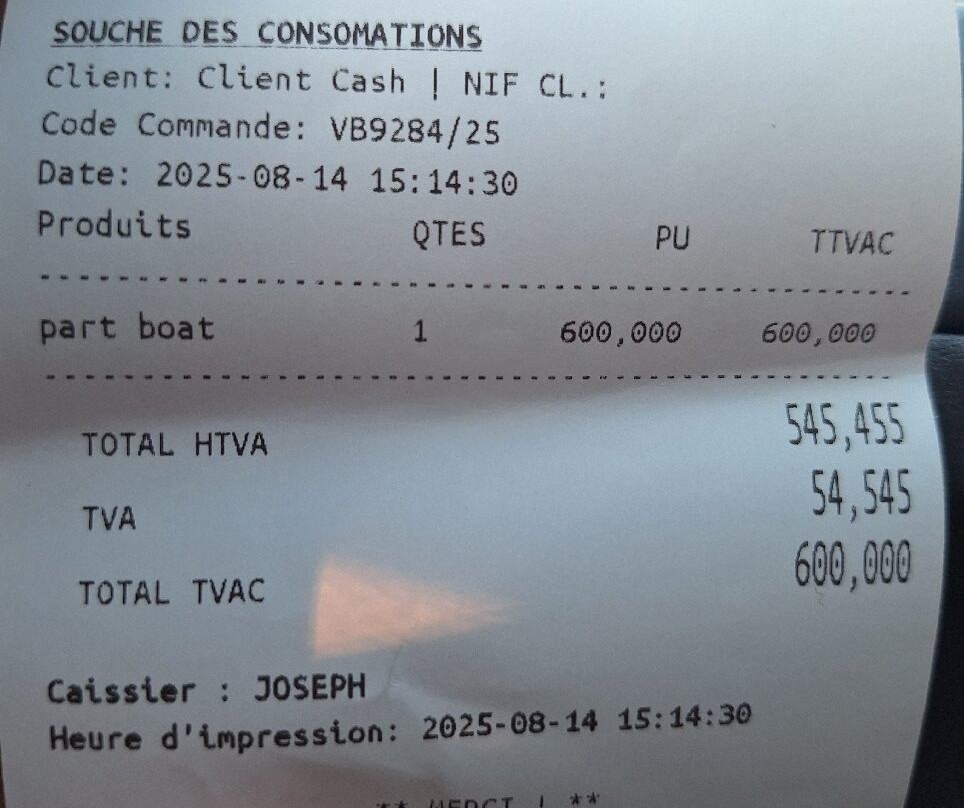 SOUCHE DES CONSOMATIONS
Client: Client Cash | NIF CL.:
Code Commande: VB9284/25
Date: 2025-08-14 15:14:30
Produits QTES PU TTVAC
part boat 1 600,000 600,000
TOTAL HTVA 545,455
TVA 54,545
TOTAL TVAC 600,000
Caissier : JOSEPH
Heure d'impression: 2025-08-14 15:14:30
** MERCI ! **